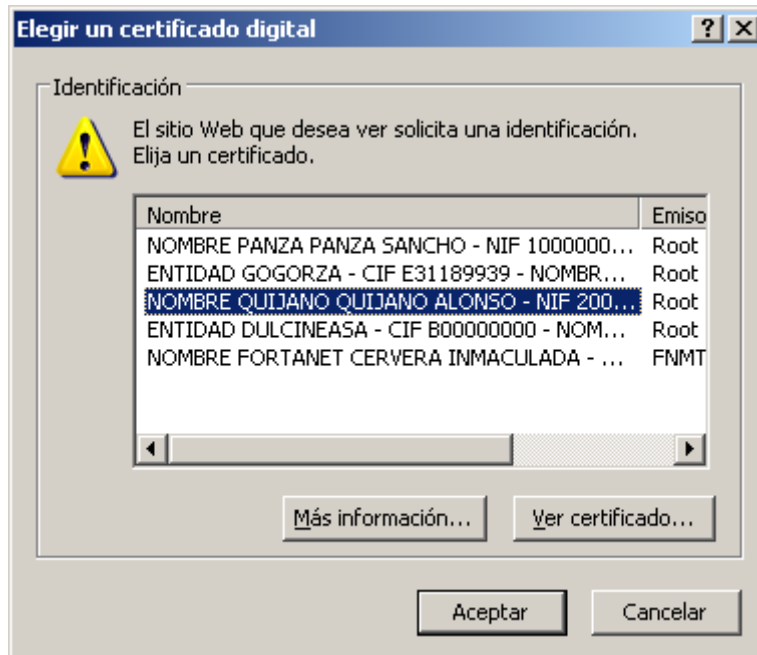 Elegir un certificado digital
Identificación
El sitio Web que desea ver solicita una identificación.
Elija un certificado.
Nombre Emiso
NOMBRE PANZA PANZA SANCHO - NIF 1000000... Root
ENTIDAD GOGORZA - CIF E31189939 - NOMBR... Root
NOMBRE QUIJANO QUIJANO ALONSO - NIF 200... Root
ENTIDAD DULCINEASA - CIF B00000000 - NOM... Root
NOMBRE FORTANET CERVERA INMACULADA - ... FNMT
Más información... Ver certificado...
Aceptar Cancelar